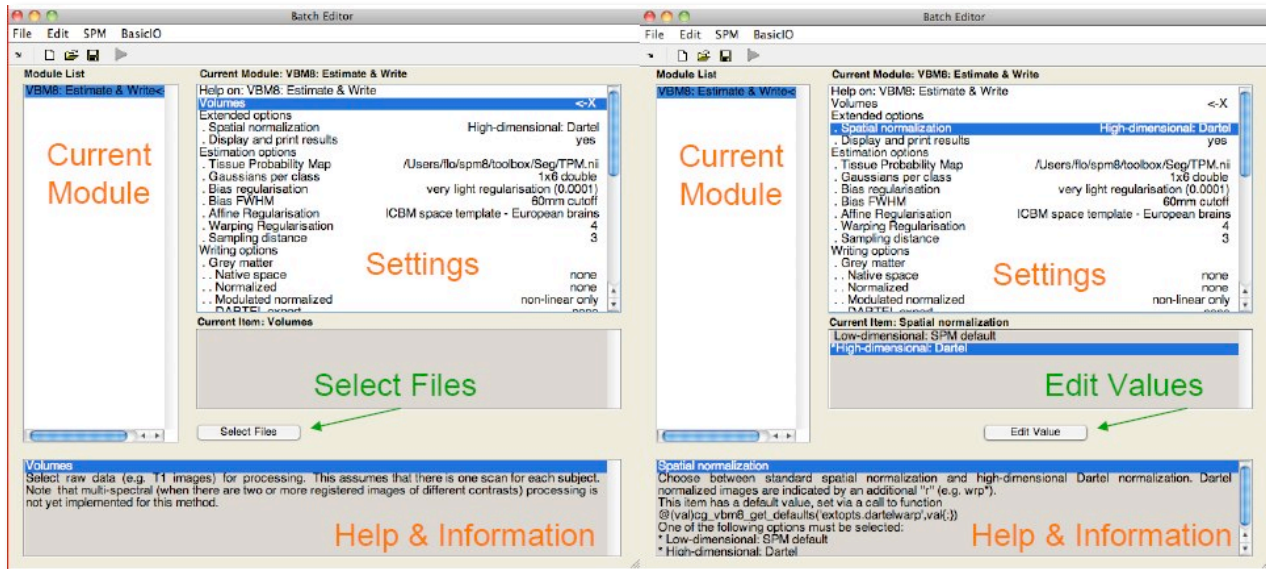 Batch Editor
File Edit SPM BasicIO
Module List
VBM8: Estimate & Write<
Current Module
Current Module: VBM8: Estimate & Write
Help on: VBM8: Estimate & Write
Volumes <-X
Extended options
. Spatial normalization High-dimensional: Dartel
. Display and print results yes
Estimation options
. Tissue Probability Map /Users/flo/spm8/toolbox/Seg/TPM.nii
. Gaussians per class 1x6 double
. Bias regularisation very light regularisation (0.0001)
. Bias FWHM 60mm cutoff
. Affine Regularisation ICBM space template - European brains
. Warping Regularisation 4
. Sampling distance 3
Writing options
. Grey matter
. . Native space none
. . Normalized none
. . Modulated normalized non-linear only
. . DARTEL export none
Settings
Current Item: Volumes
Select Files
Select Files
Volumes
Select raw data (e.g. T1 images) for processing. This assumes that there is one scan for each subject.
Note that multi-spectral (when there are two or more registered images of different contrasts) processing is
not yet implemented for this method.
Help & Information
Batch Editor
File Edit SPM BasicIO
Module List
VBM8: Estimate & Write<
Current Module
Current Module: VBM8: Estimate & Write
Help on: VBM8: Estimate & Write
Volumes <-X
Extended options
. Spatial normalization High-dimensional: Dartel
. Display and print results yes
Estimation options
. Tissue Probability Map /Users/flo/spm8/toolbox/Seg/TPM.nii
. Gaussians per class 1x6 double
. Bias regularisation very light regularisation (0.0001)
. Bias FWHM 60mm cutoff
. Affine Regularisation ICBM space template - European brains
. Warping Regularisation 4
. Sampling distance 3
Writing options
. Grey matter
. . Native space none
. . Normalized none
. . Modulated normalized non-linear only
. . DARTEL export none
Settings
Current Item: Spatial normalization
Low-dimensional: SPM default
*High-dimensional: Dartel
Edit Values
Edit Value
Spatial normalization
Choose between standard spatial normalization and high-dimensional Dartel normalization. Dartel
normalized images are indicated by an additional "r" (e.g. wrp*).
This item has a default value, set via a call to function
@(val)cg_vbm8_get_defaults('extopts.dartelwarp',val{:})
One of the following options must be selected:
* Low-dimensional: SPM default
* High-dimensional: Dartel
Help & Information